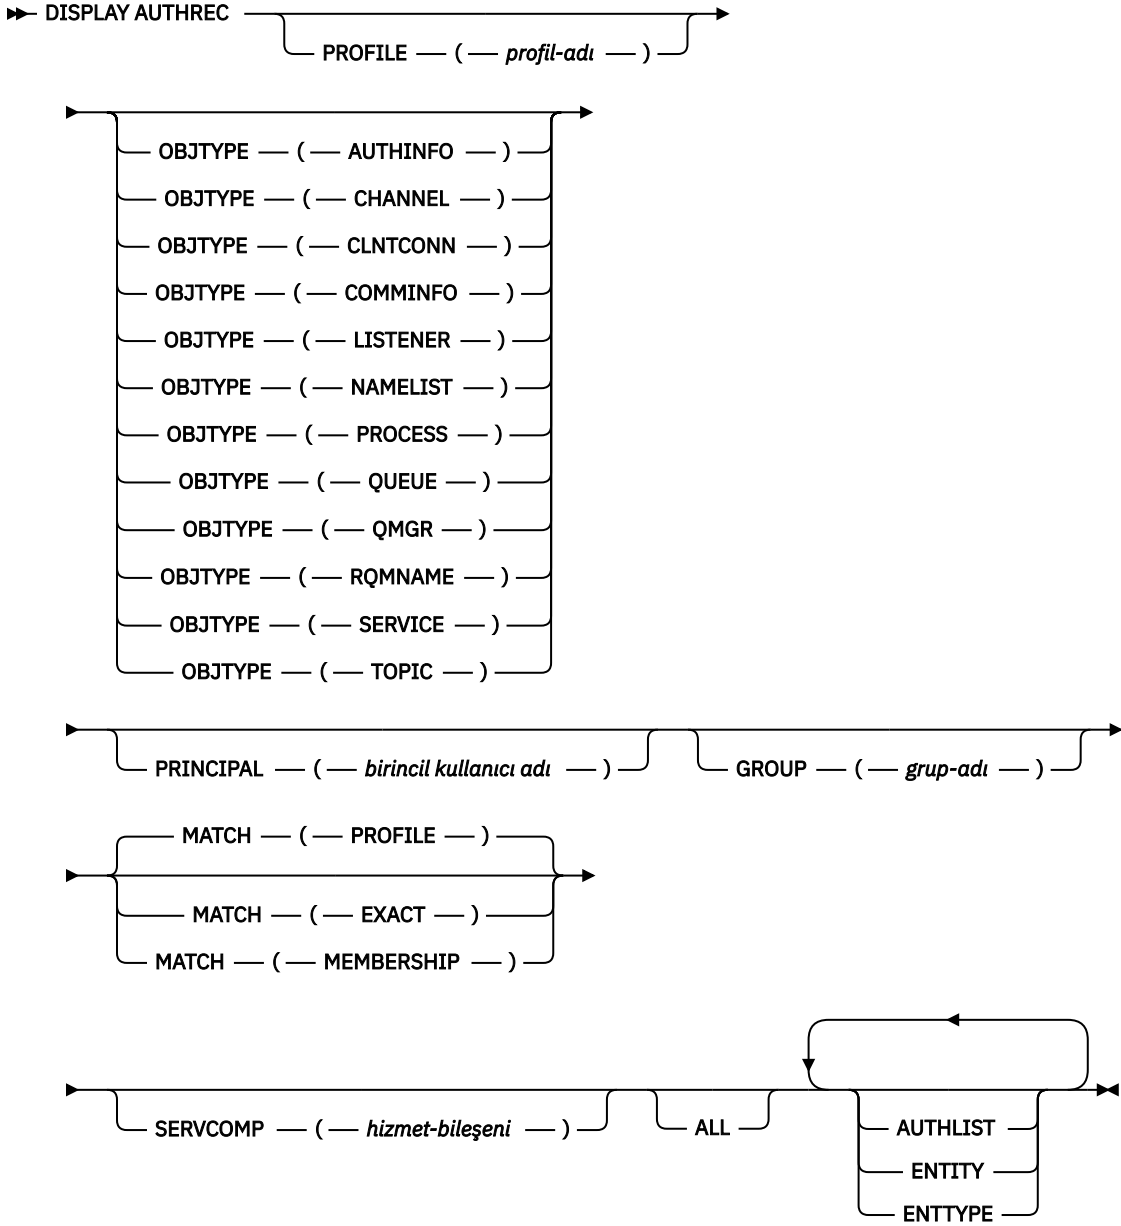 DISPLAY AUTHREC
PROFILE ( profil-adı )
OBJTYPE ( AUTHINFO )
OBJTYPE ( CHANNEL )
OBJTYPE ( CLNTCONN )
OBJTYPE ( COMMINFO )
OBJTYPE ( LISTENER )
OBJTYPE ( NAMELIST )
OBJTYPE ( PROCESS )
OBJTYPE ( QUEUE )
OBJTYPE ( QMGR )
OBJTYPE ( RQMNAME )
OBJTYPE ( SERVICE )
OBJTYPE ( TOPIC )
PRINCIPAL ( birincil kullanıcı adı ) GROUP ( grup-adı )
MATCH ( PROFILE )
MATCH ( EXACT )
MATCH ( MEMBERSHIP )
SERVCOMP ( hizmet-bileşeni ) ALL AUTHLIST
ENTITY
ENTTYPE